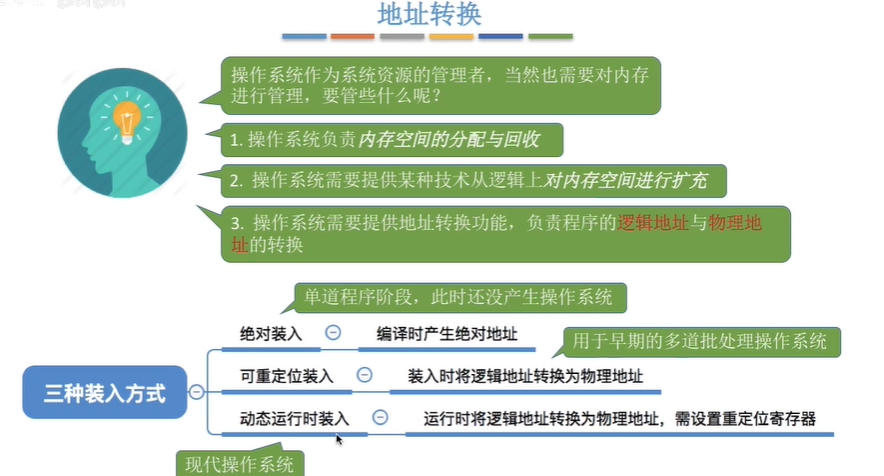 地址转换
操作系统作为系统资源的管理者，当然也需要对内存
进行管理，要管些什么呢？
1. 操作系统负责内存空间的分配与回收
2. 操作系统需要提供某种技术从逻辑上对内存空间进行扩充
3. 操作系统需要提供地址转换功能，负责程序的逻辑地址与物理地
址的转换
单道程序阶段，此时还没产生操作系统
绝对装入
编译时产生绝对地址
用于早期的多道批处理操作系统
三种装入方式
可重定位装入
装入时将逻辑地址转换为物理地址
动态运行时装入
运行时将逻辑地址转换为物理地址，需设置重定位寄存器
现代操作系统